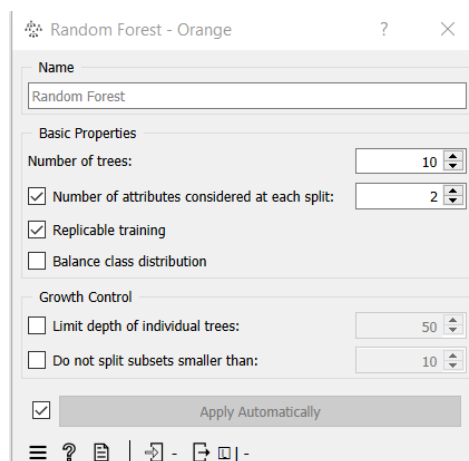 Random Forest - Orange ?
Name
Random Forest
Basic Properties
Number of trees: 10
Number of attributes considered at each split: 2
Replicable training
Balance class distribution
Growth Control
Limit depth of individual trees: 50
Do not split subsets smaller than: 10
Apply Automatically
? | - L | -